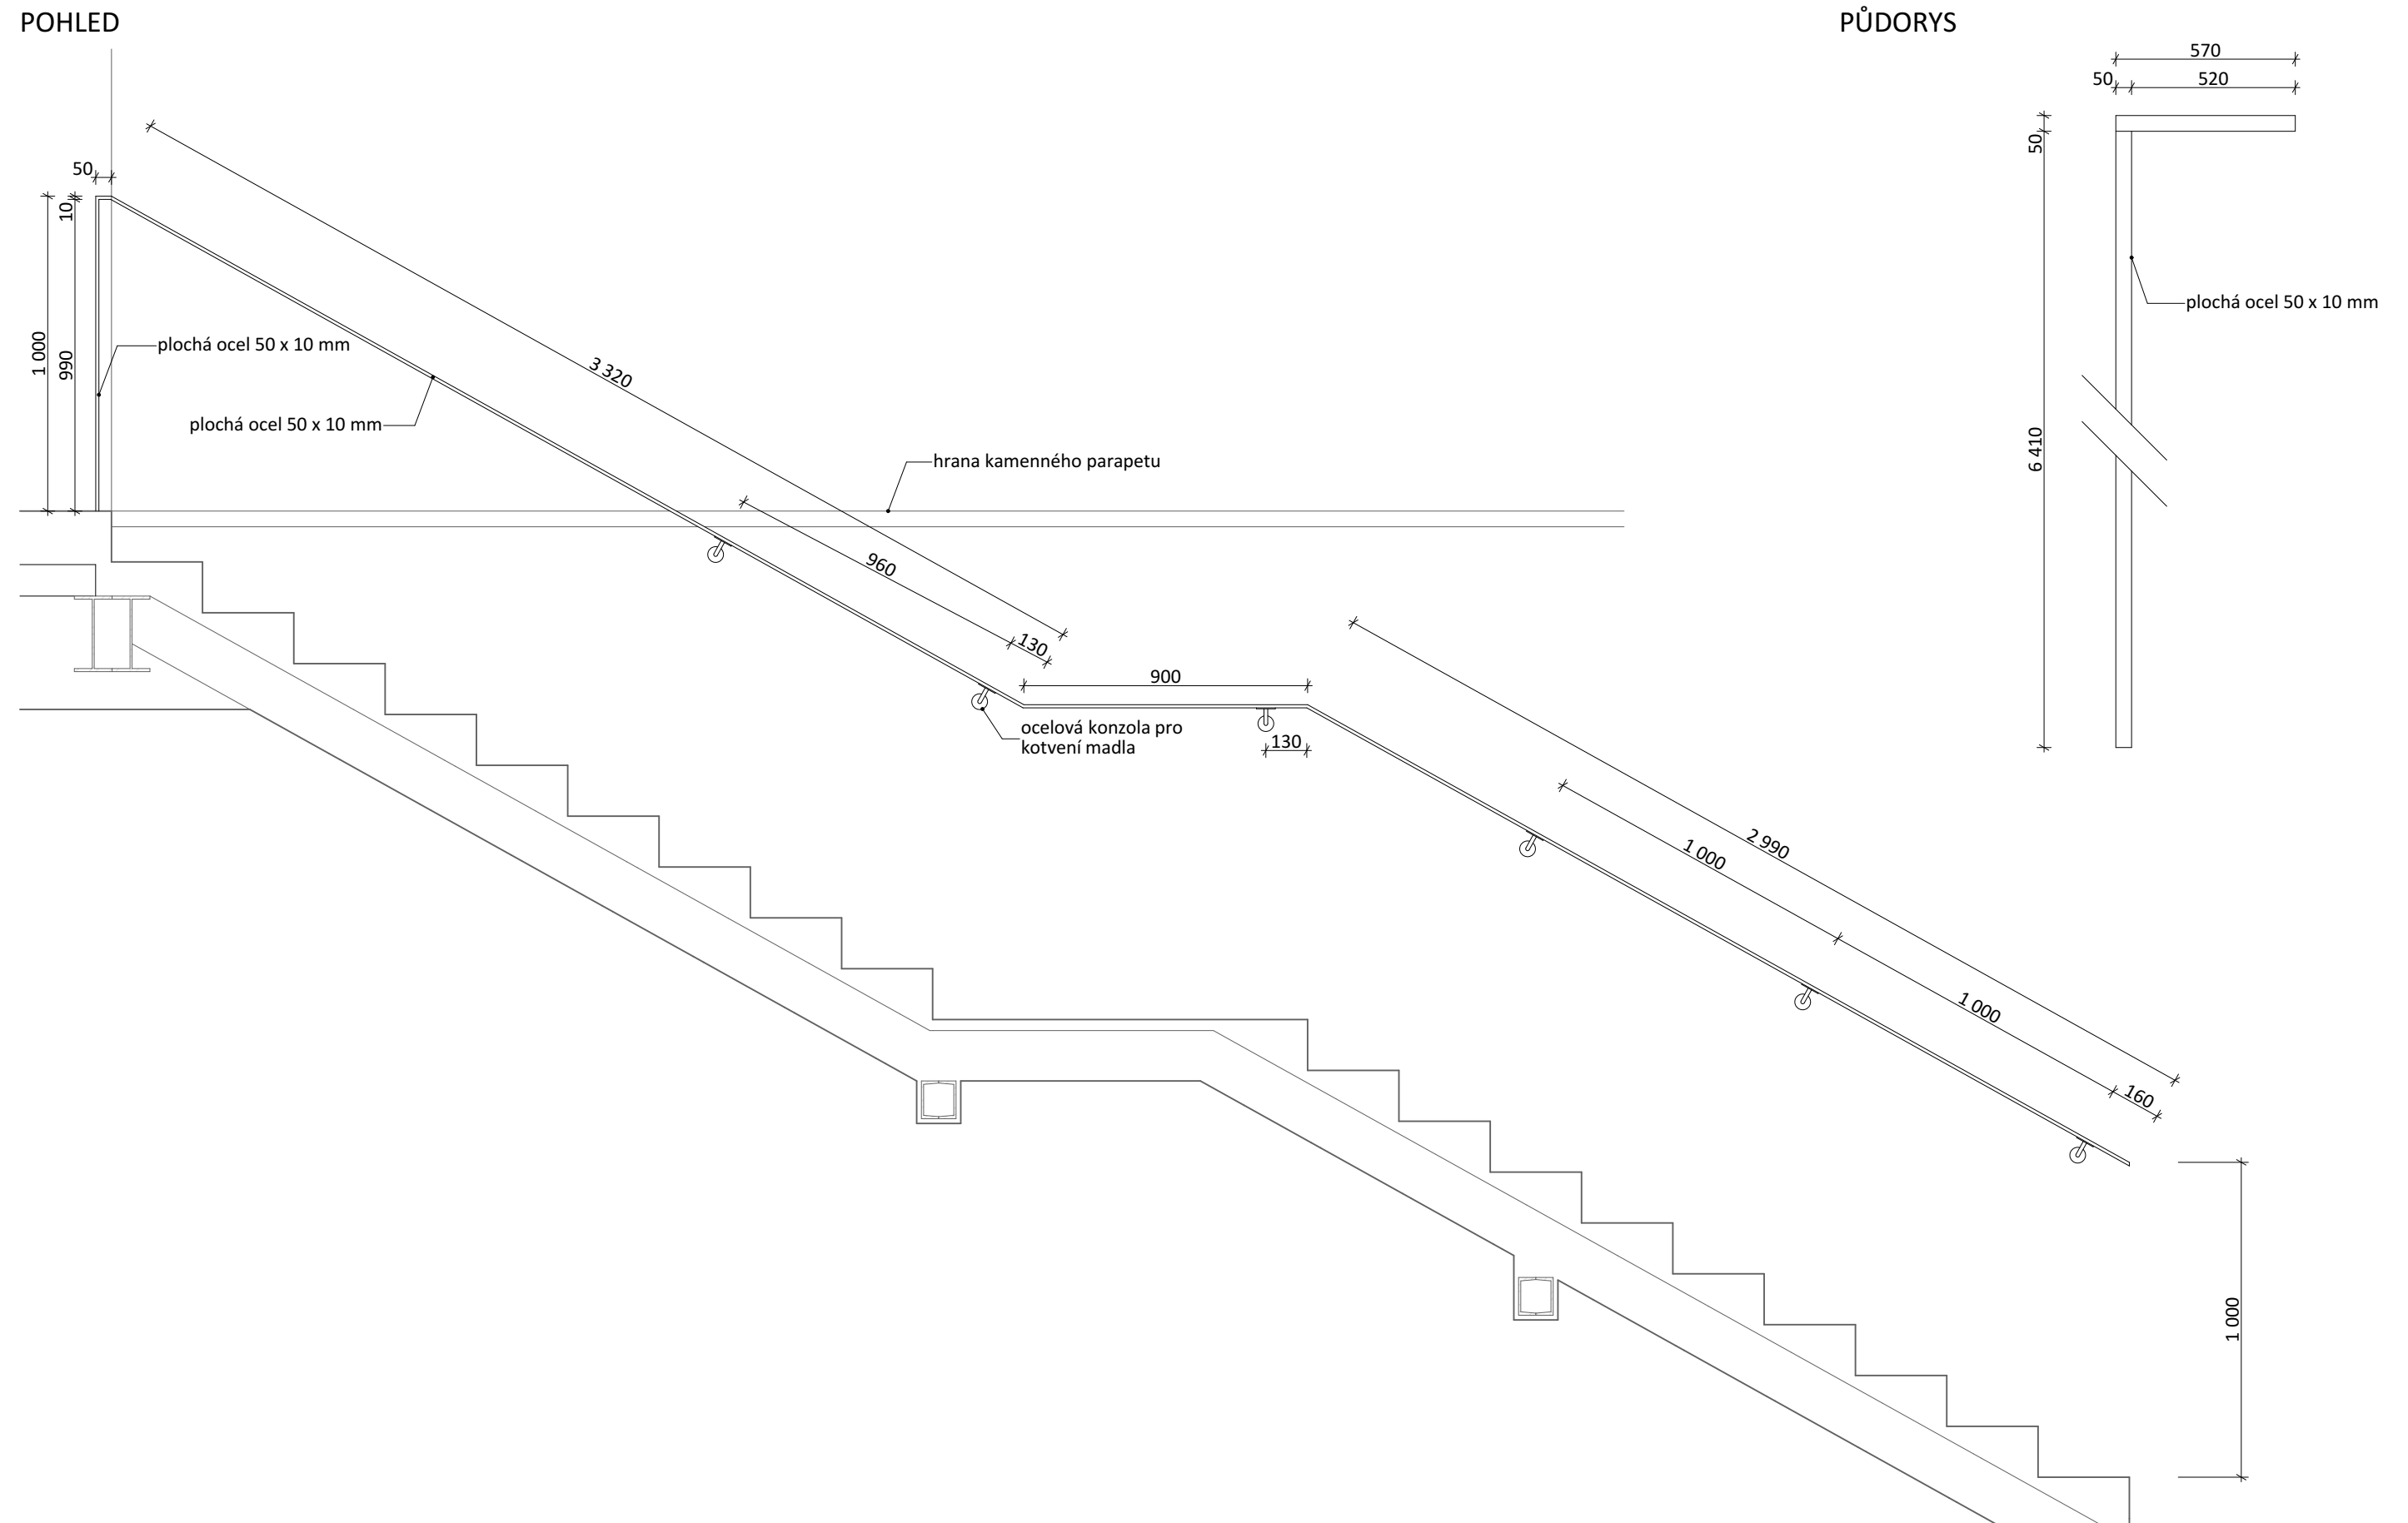 POHLED
PŮDORYS
570
50
520
50
6 410
plochá ocel 50 x 10 mm
50
10
1 000
990
3 320
plochá ocel 50 x 10 mm
plochá ocel 50 x 10 mm
hrana kamenného parapetu
960
130
900
ocelová konzola pro
kotvení madla
130
2 990
1 000
1 000
160
1 000